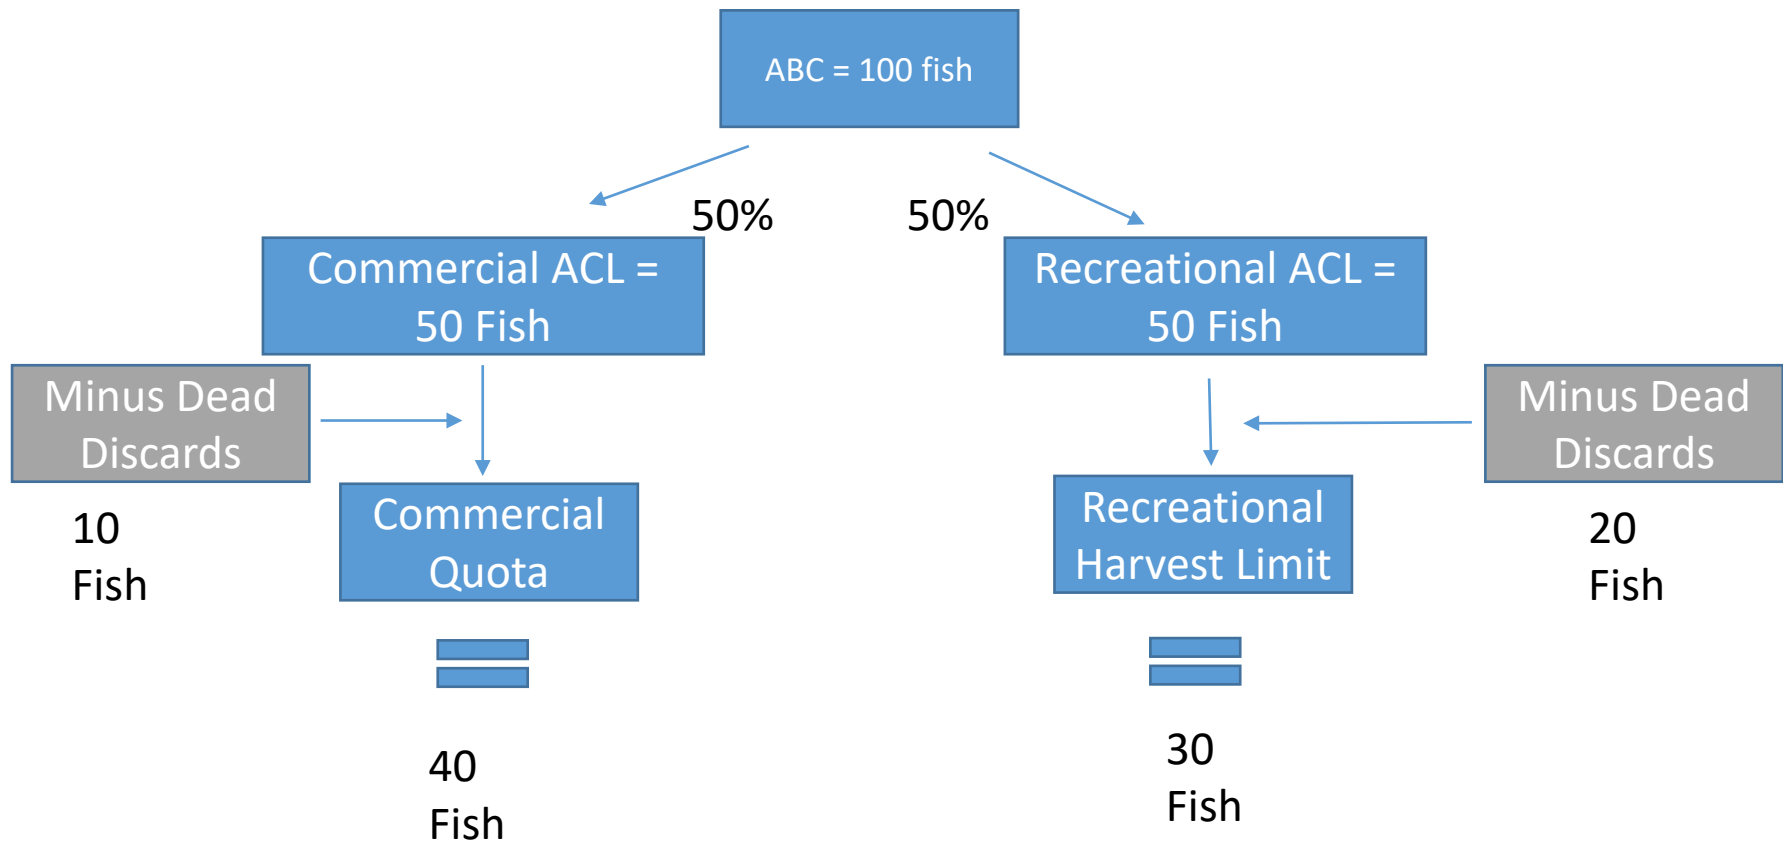 ABC = 100 fish
50%
50%
Commercial ACL =
50 Fish
Recreational ACL =
50 Fish
Minus Dead
Discards
Minus Dead
Discards
10
Fish
Commercial
Quota
Recreational
Harvest Limit
20
Fish
40
Fish
30
Fish